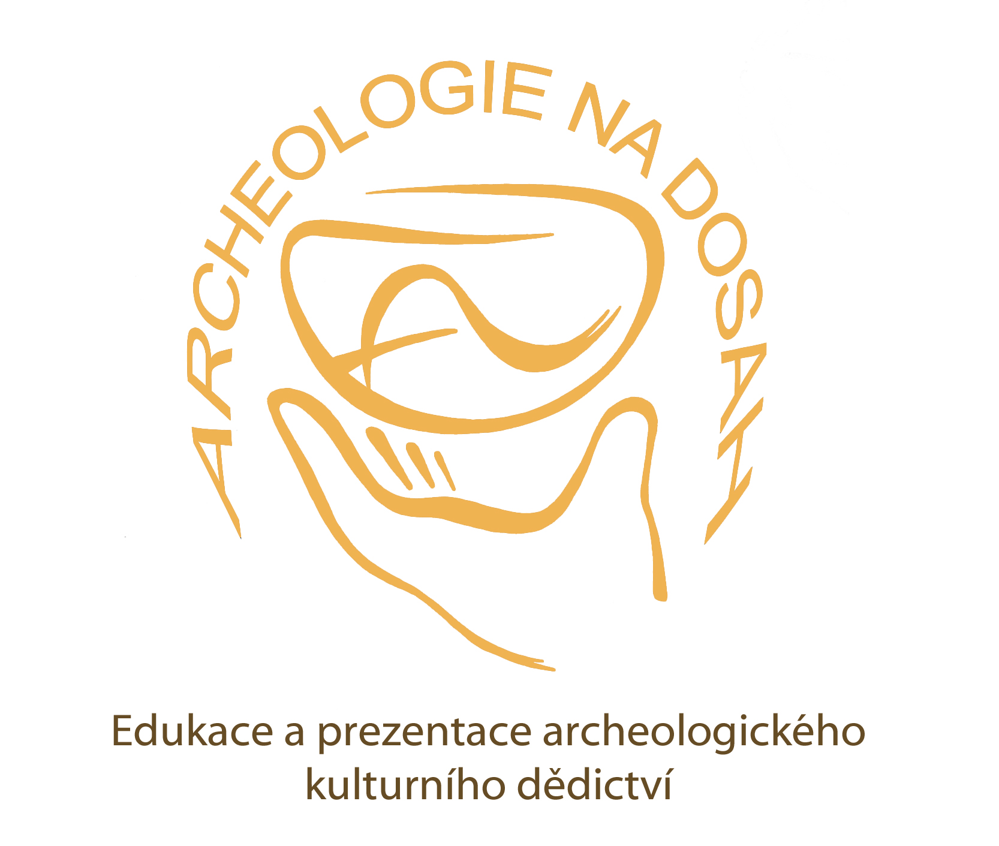 ARCHEOLOGIE NA DOSAH
Edukace a prezentace archeologického
kulturního dědictví